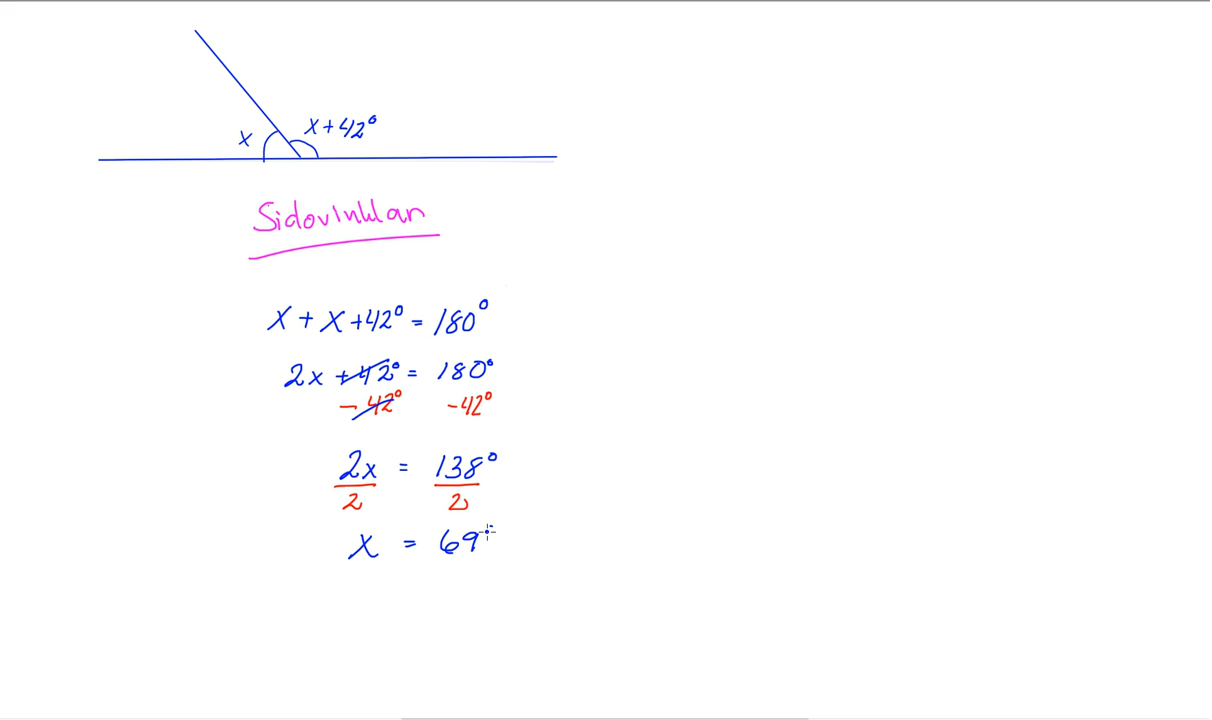 x x+42°
Sidovinklar
x + x +42° = 180°
2x +42° = 180°
-42° -42°
2x = 138°
2 2
x = 69